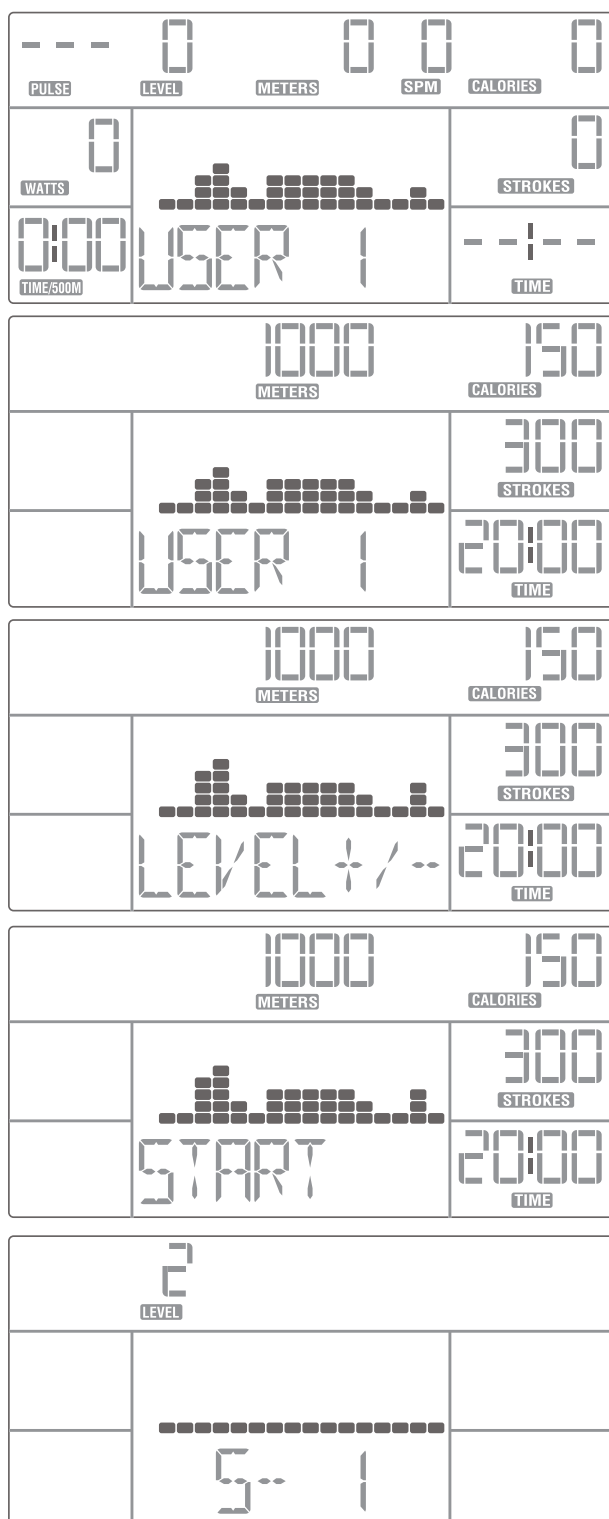 --- 0 0 0 0
PULSE LEVEL METERS SPM CALORIES
0 0
WATTS STROKES
0:00 USER 1 --:--
TIME/500M TIME
1000 150
METERS CALORIES
300
STROKES
USER 1 20:00
TIME
1000 150
METERS CALORIES
300
STROKES
LEVEL+/- 20:00
TIME
1000 150
METERS CALORIES
300
STROKES
START 20:00
TIME
2
LEVEL
S- 1